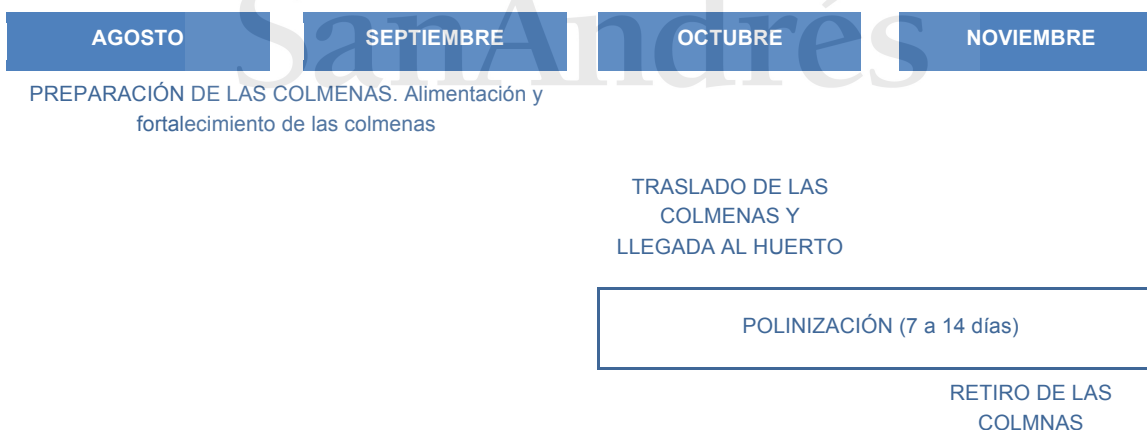 SanAndrés
AGOSTO SEPTIEMBRE OCTUBRE NOVIEMBRE
PREPARACIÓN DE LAS COLMENAS. Alimentación y
fortalecimiento de las colmenas
TRASLADO DE LAS
COLMENAS Y
LLEGADA AL HUERTO
POLINIZACIÓN (7 a 14 días)
RETIRO DE LAS
COLMNAS